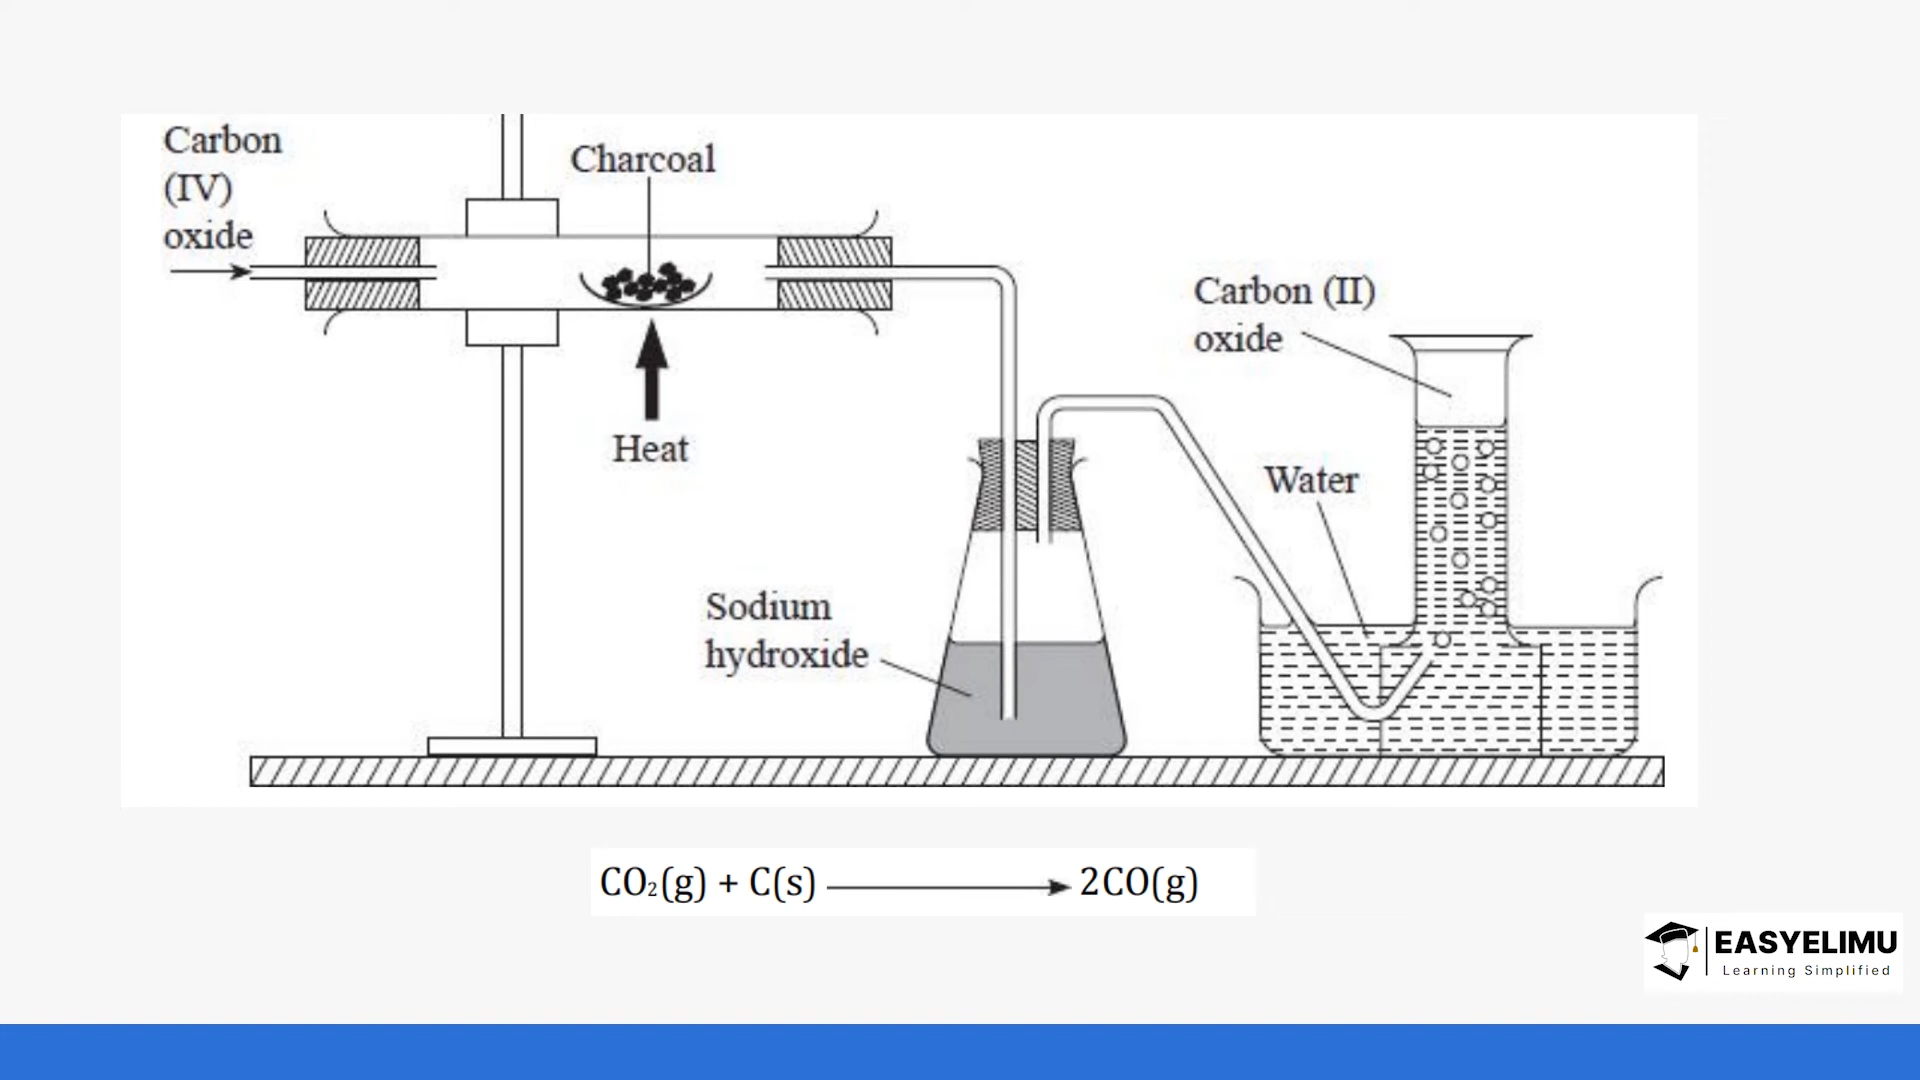 Carbon
(IV)
oxide
Charcoal
Heat
Carbon (II)
oxide
Water
Sodium
hydroxide
CO₂(g) + C(s) ⟶ 2CO(g)
EASYELIMU
Learning Simplified